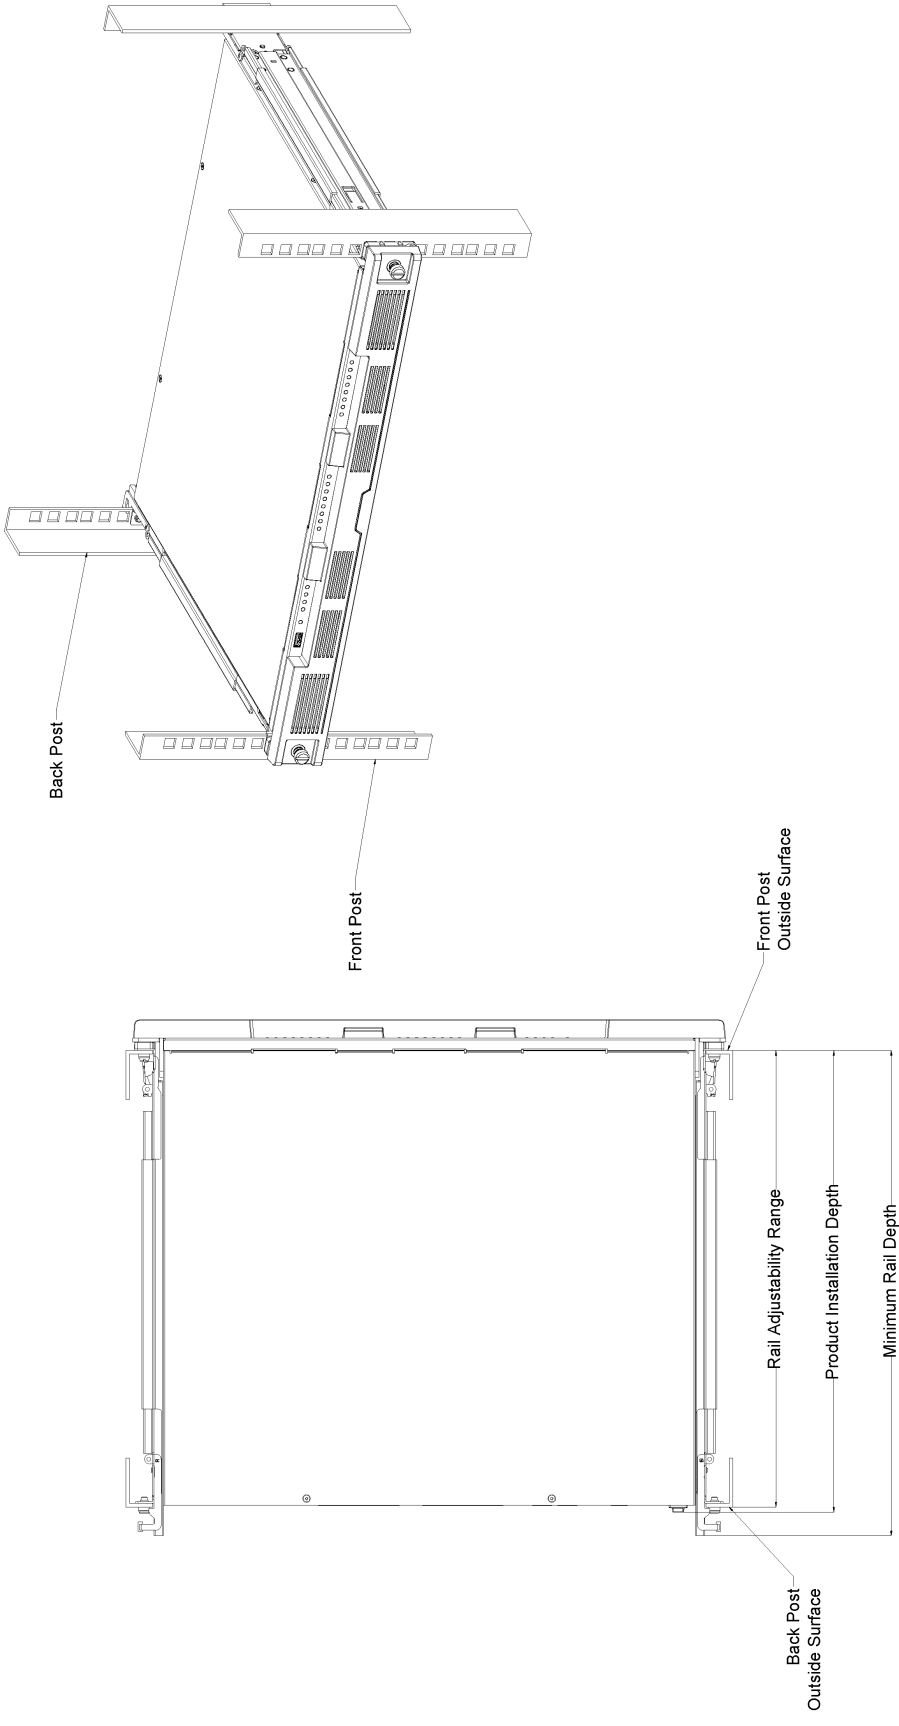 Back Post
Front Post
Front Post
Outside Surface
Rail Adjustability Range
Product Installation Depth
Minimum Rail Depth
Back Post
Outside Surface